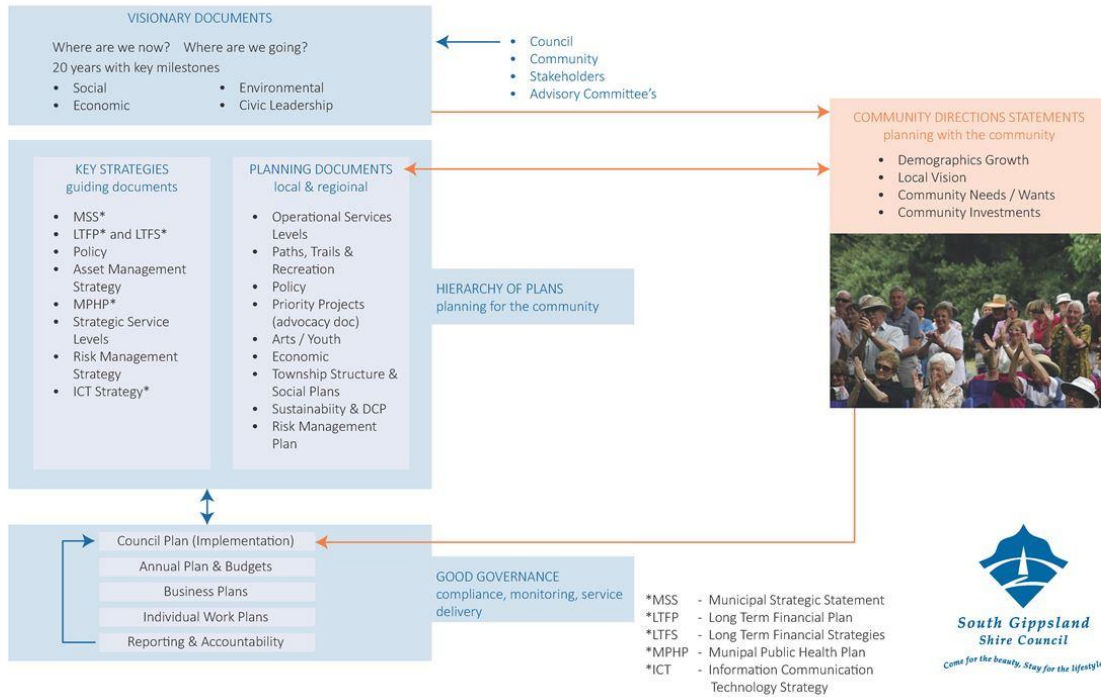 VISIONARY DOCUMENTS
Where are we now? Where are we going?
20 years with key milestones
• Social
• Economic
• Environmental
• Civic Leadership
• Council
• Community
• Stakeholders
• Advisory Committee's
COMMUNITY DIRECTIONS STATEMENTS
planning with the community
• Demographics Growth
• Local Vision
• Community Needs / Wants
• Community Investments
KEY STRATEGIES
guiding documents
• MSS*
• LTFP* and LTFS*
• Policy
• Asset Management
Strategy
• MPHP*
• Strategic Service
Levels
• Risk Management
Strategy
• ICT Strategy*
PLANNING DOCUMENTS
local & regioinal
• Operational Services
Levels
• Paths, Trails &
Recreation
• Policy
• Priority Projects
(advocacy doc)
• Arts / Youth
• Economic
• Township Structure &
Social Plans
• Sustainabiity & DCP
• Risk Management
Plan
HIERARCHY OF PLANS
planning for the community
Council Plan (Implementation)
Annual Plan & Budgets
Business Plans
Individual Work Plans
Reporting & Accountability
GOOD GOVERNANCE
compliance, monitoring, service
delivery
*MSS - Municipal Strategic Statement
*LTFP - Long Term Financial Plan
*LTFS - Long Term Financial Strategies
*MPHP - Munipal Public Health Plan
*ICT - Information Communication
Technology Strategy
South Gippsland
Shire Council
Come for the beauty, Stay for the lifestyle